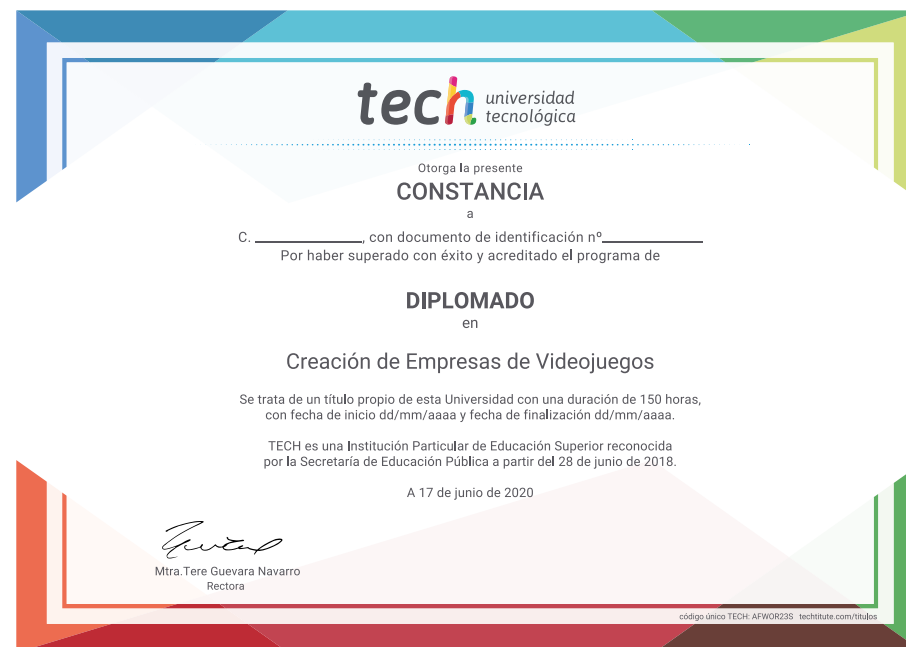 tech universidad
tecnológica
Otorga la presente
CONSTANCIA
a
C. ____________, con documento de identificación nº____________
Por haber superado con éxito y acreditado el programa de
DIPLOMADO
en
Creación de Empresas de Videojuegos
Se trata de un título propio de esta Universidad con una duración de 150 horas,
con fecha de inicio dd/mm/aaaa y fecha de finalización dd/mm/aaaa.
TECH es una Institución Particular de Educación Superior reconocida
por la Secretaría de Educación Pública a partir del 28 de junio de 2018.
A 17 de junio de 2020
Mtra.Tere Guevara Navarro
Rectora
código único TECH: AFWOR23S techtitute.com/titulos